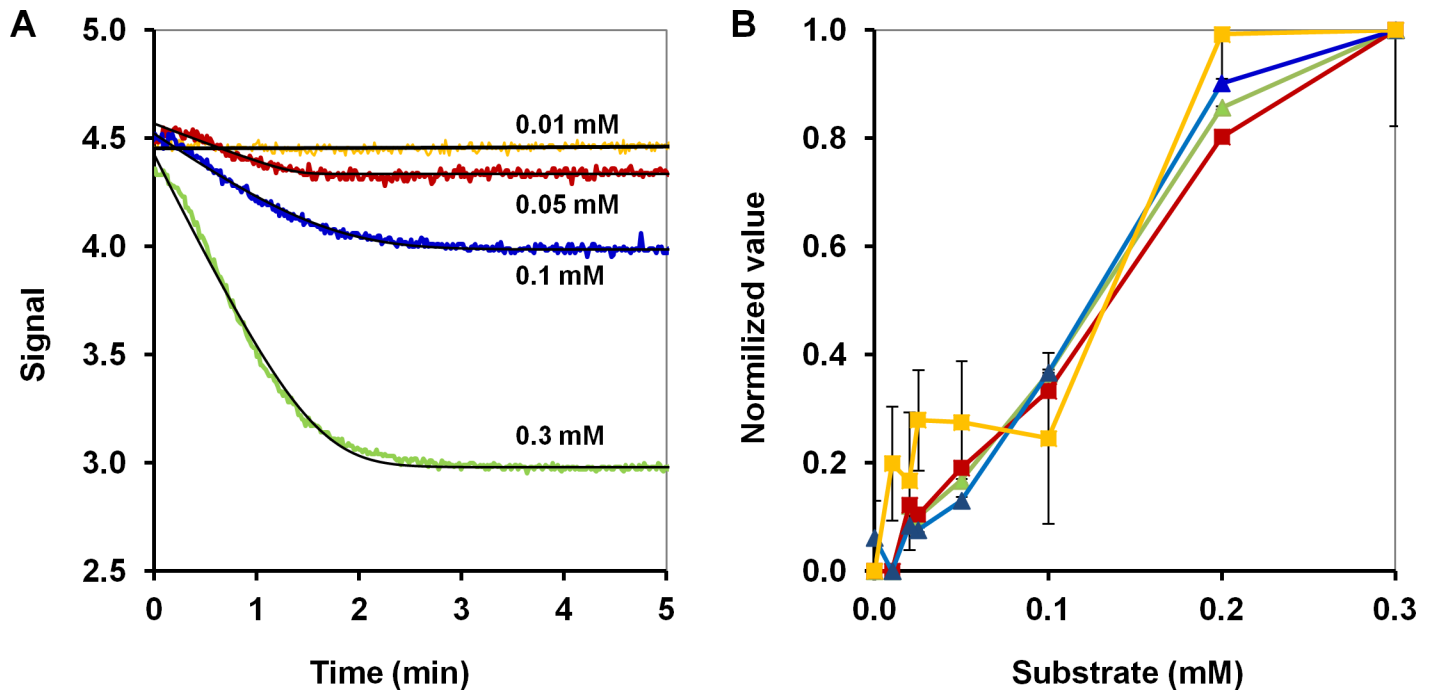 A
5.0
4.5
4.0
3.5
3.0
2.5
Signal
0.01 mM
0.05 mM
0.1 mM
0.3 mM
0 1 2 3 4 5
Time (min)
B
1.0
0.8
0.6
0.4
0.2
0.0
Normilized value
0.0 0.1 0.2 0.3
Substrate (mM)